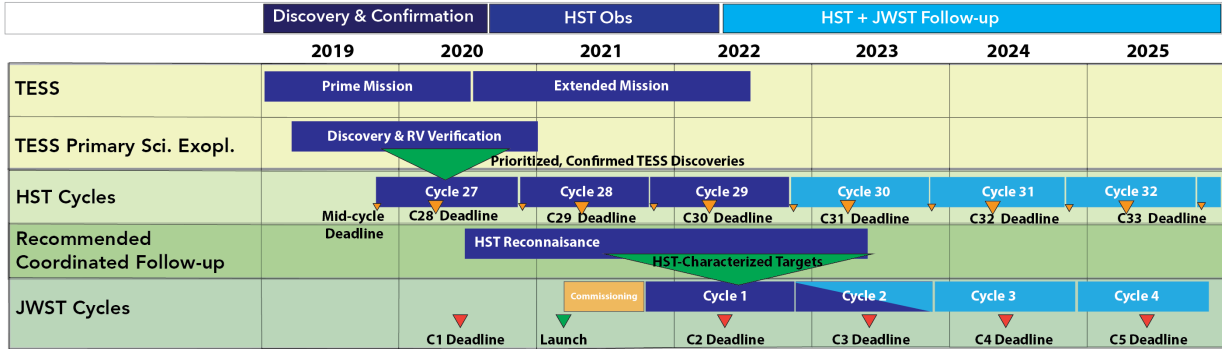 Discovery & Confirmation HST Obs HST + JWST Follow-up
2019 2020 2021 2022 2023 2024 2025
TESS Prime Mission Extended Mission
TESS Primary Sci. Exopl. Discovery & RV Verification
Prioritized, Confirmed TESS Discoveries
HST Cycles Cycle 27 Cycle 28 Cycle 29 Cycle 30 Cycle 31 Cycle 32
Mid-cycle
Deadline
C28 Deadline C29 Deadline C30 Deadline C31 Deadline C32 Deadline C33 Deadline
Recommended
Coordinated Follow-up
HST Reconnaisance
HST-Characterized Targets
JWST Cycles Commissioning Cycle 1 Cycle 2 Cycle 3 Cycle 4
C1 Deadline Launch C2 Deadline C3 Deadline C4 Deadline C5 Deadline